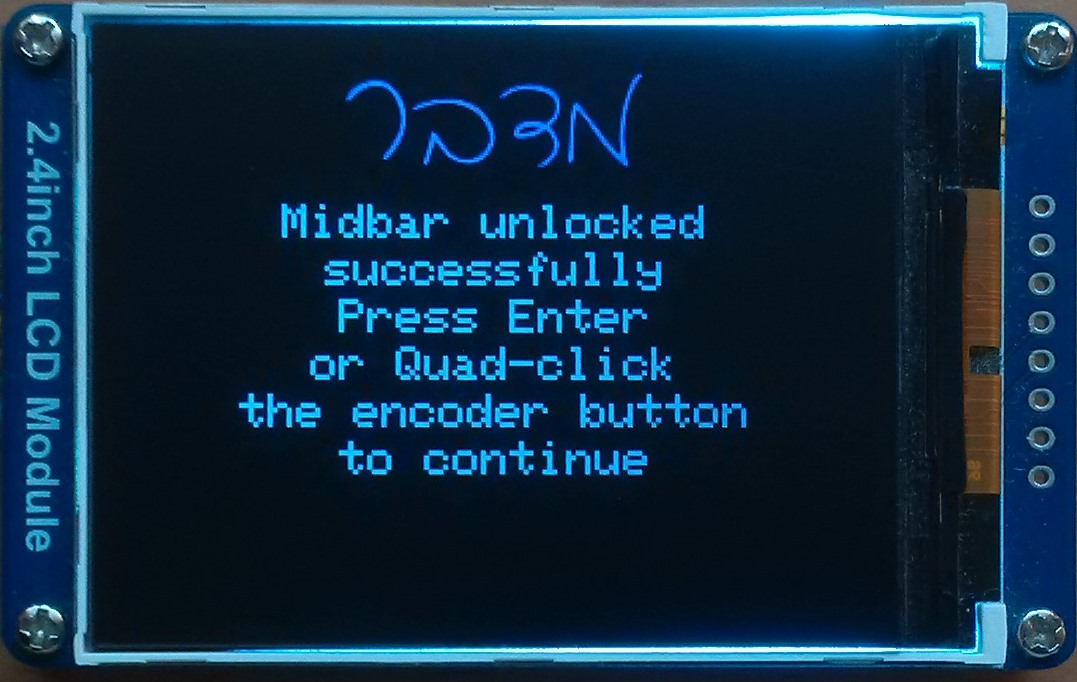 מדבר
Midbar unlocked
successfully
Press Enter
or Quad-click
the encoder button
to continue
2.4inch LCD Module